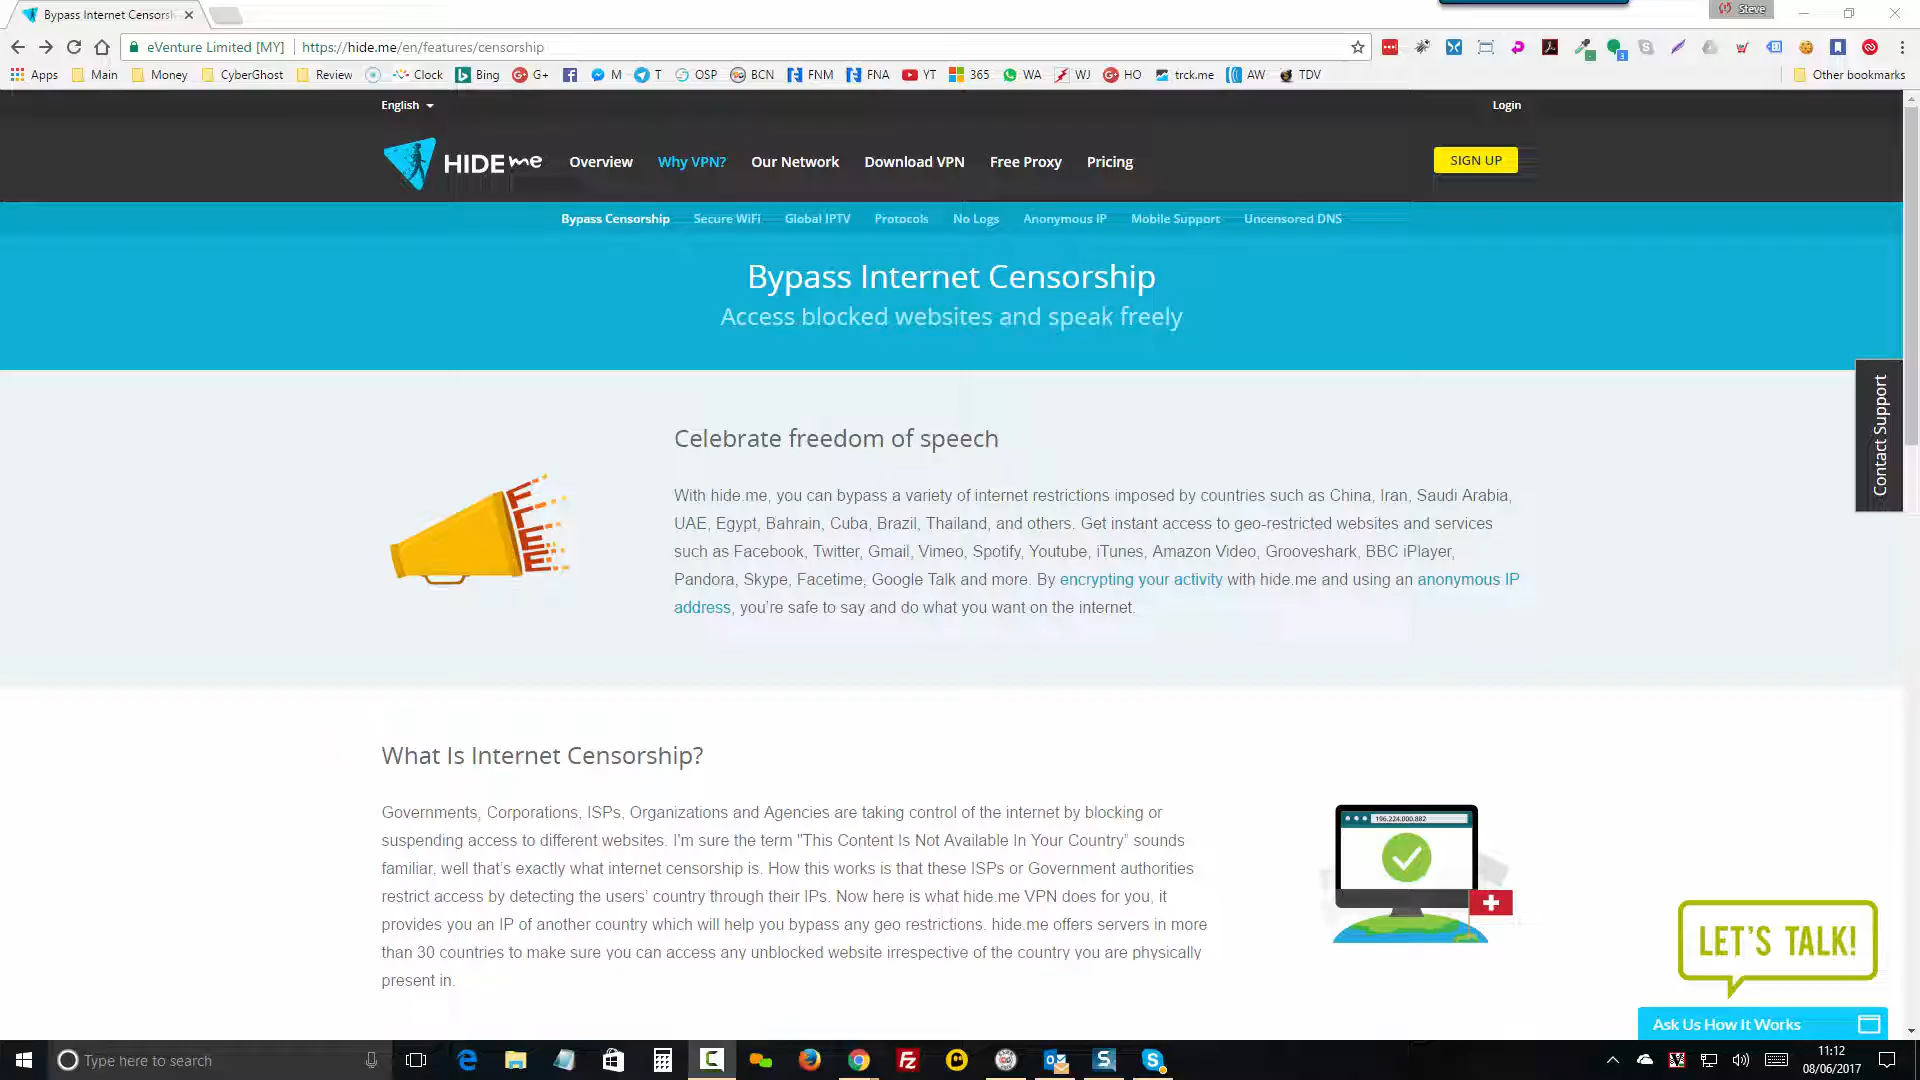 Bypass Internet Censorsh
Steve
eVenture Limited [MY]
https://hide.me/en/features/censorship
Apps
Main
Money
CyberGhost
Review
Clock
Bing
G+
M
T
OSP
BCN
FNM
FNA
YT
365
WA
WJ
HO
trck.me
AW
TDV
Other bookmarks
English
Login
HIDE me
Overview
Why VPN?
Our Network
Download VPN
Free Proxy
Pricing
SIGN UP
Bypass Censorship
Secure WiFi
Global IPTV
Protocols
No Logs
Anonymous IP
Mobile Support
Uncensored DNS
Bypass Internet Censorship
Access blocked websites and speak freely
Contact Support
FREE
Celebrate freedom of speech
With hide.me, you can bypass a variety of internet restrictions imposed by countries such as China, Iran, Saudi Arabia,
UAE, Egypt, Bahrain, Cuba, Brazil, Thailand, and others. Get instant access to geo-restricted websites and services
such as Facebook, Twitter, Gmail, Vimeo, Spotify, Youtube, iTunes, Amazon Video, Grooveshark, BBC iPlayer,
Pandora, Skype, Facetime, Google Talk and more. By encrypting your activity with hide.me and using an anonymous IP
address, you're safe to say and do what you want on the internet.
What Is Internet Censorship?
Governments, Corporations, ISPs, Organizations and Agencies are taking control of the internet by blocking or
suspending access to different websites. I'm sure the term "This Content Is Not Available In Your Country" sounds
familiar, well that's exactly what internet censorship is. How this works is that these ISPs or Government authorities
restrict access by detecting the users' country through their IPs. Now here is what hide.me VPN does for you, it
provides you an IP of another country which will help you bypass any geo restrictions. hide.me offers servers in more
than 30 countries to make sure you can access any unblocked website irrespective of the country you are physically
present in.
196.224.000.882
LET'S TALK!
Ask Us How It Works
Type here to search
11:12
08/06/2017